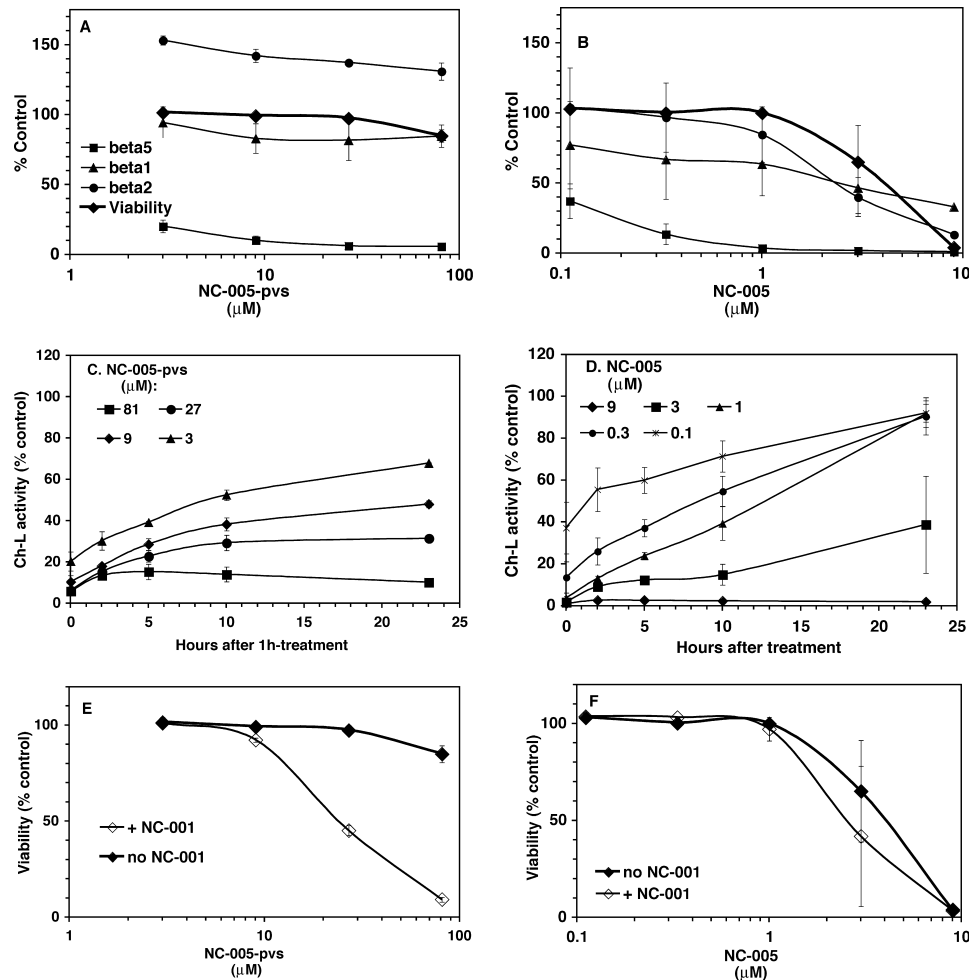 A
% Control
150
100
50
0
beta5
beta1
beta2
Viability
1
10
100
NC-005-pvs
(μM)
B
% Control
150
100
50
0
0.1
1
10
NC-005
(μM)
C. NC-005-pvs
(μM):
81
27
9
3
Ch-L activity (% control)
120
100
80
60
40
20
0
0
5
10
15
20
25
Hours after 1h-treatment
D. NC-005
(μM)
9
3
1
0.3
0.1
Ch-L activity (% control)
120
100
80
60
40
20
0
0
5
10
15
20
25
Hours after treatment
E
Viability (% control)
100
50
0
+ NC-001
no NC-001
1
10
100
NC-005-pvs
(μM)
F
Viability (% control)
100
50
0
no NC-001
+ NC-001
0.1
1
10
NC-005
(μM)